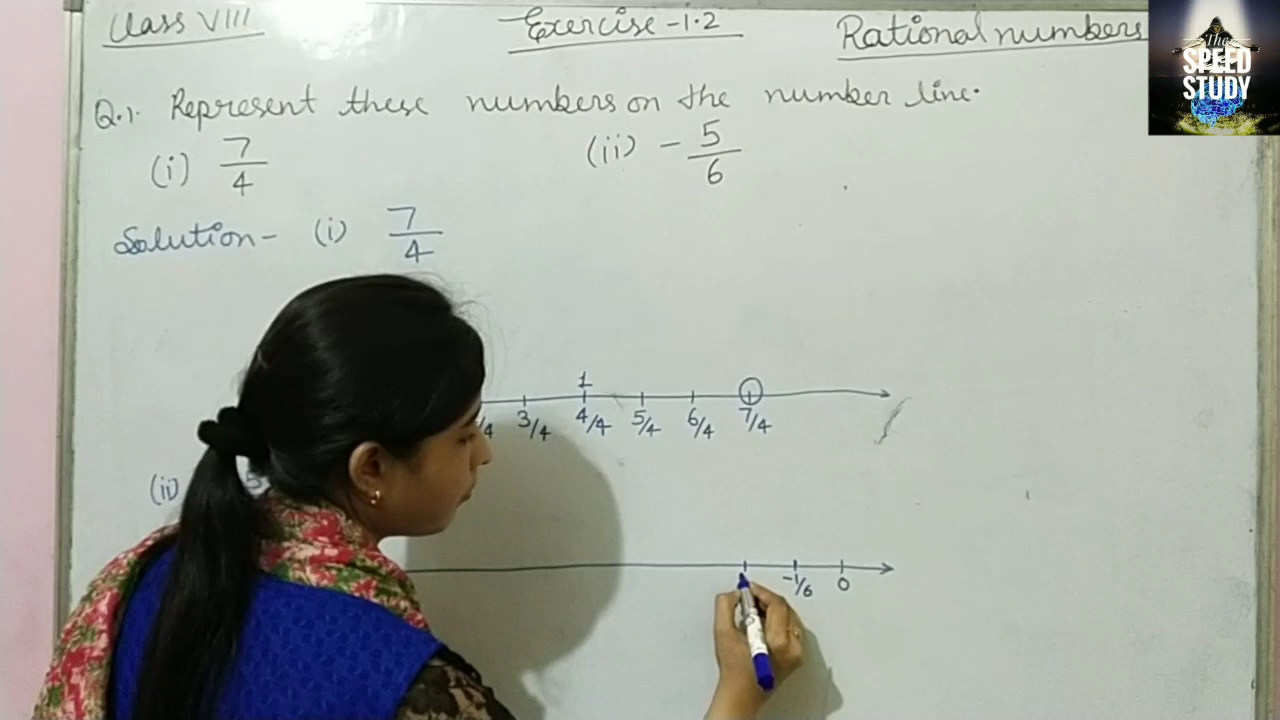 Class VIII Exercise-1.2 Rational numbers
The
SPEED
STUDY
Q.1. Represent these numbers on the number line.
(i) 7/4 (ii) -5/6
Solution- (i) 7/4
1
/4 3/4 4/4 5/4 6/4 7/4
(ii) 5
-1/6 0